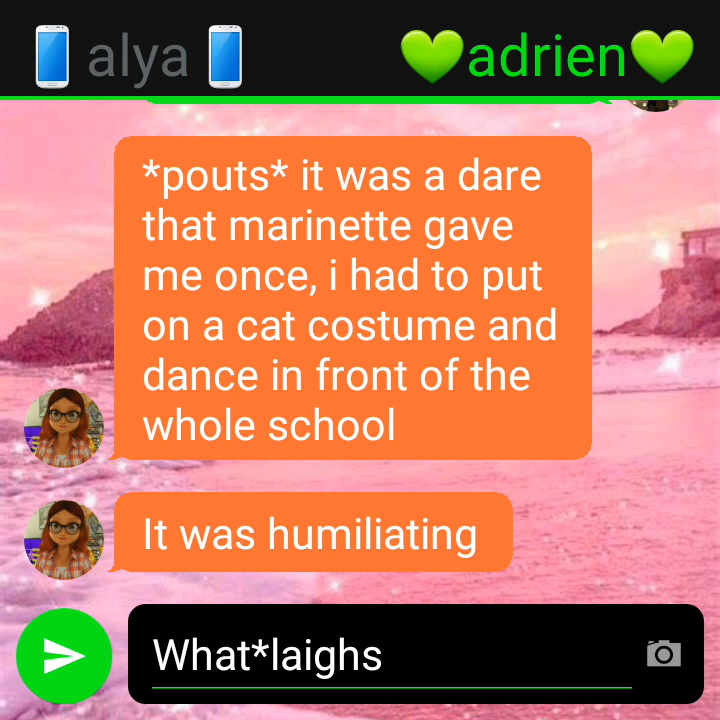 📱 alya 📱 💚adrien💚
*pouts* it was a dare
that marinette gave
me once, i had to put
on a cat costume and
dance in front of the
whole school
It was humiliating
What*laighs